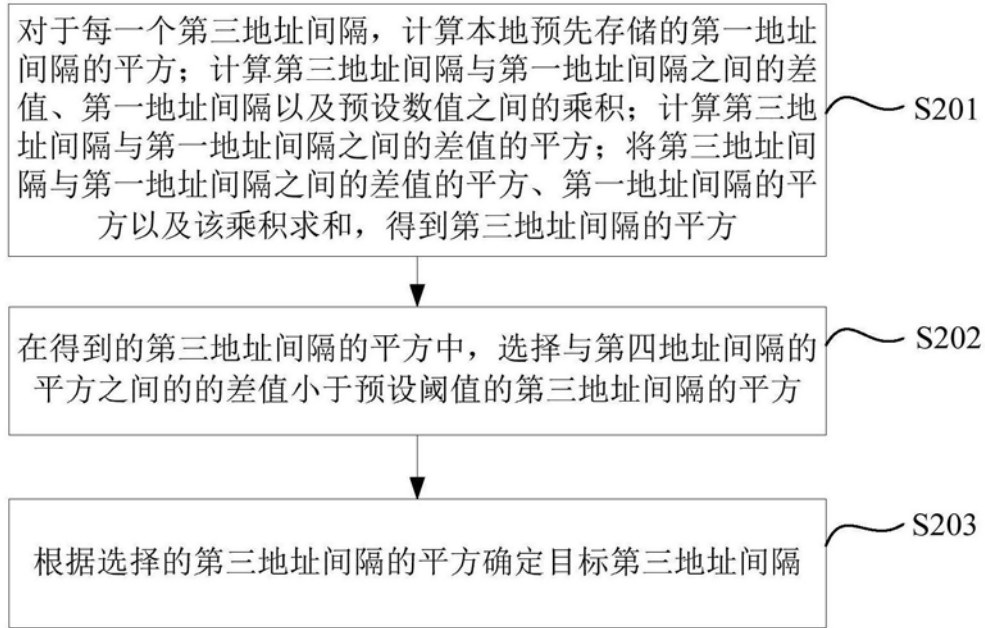 对于每一个第三地址间隔，计算本地预先存储的第一地址
间隔的平方；计算第三地址间隔与第一地址间隔之间的差
值、第一地址间隔以及预设数值之间的乘积；计算第三地
址间隔与第一地址间隔之间的差值的平方；将第三地址间
隔与第一地址间隔之间的差值的平方、第一地址间隔的平
方以及该乘积求和，得到第三地址间隔的平方
S201
在得到的第三地址间隔的平方中，选择与第四地址间隔的
平方之间的的差值小于预设阈值的第三地址间隔的平方
S202
根据选择的第三地址间隔的平方确定目标第三地址间隔
S203